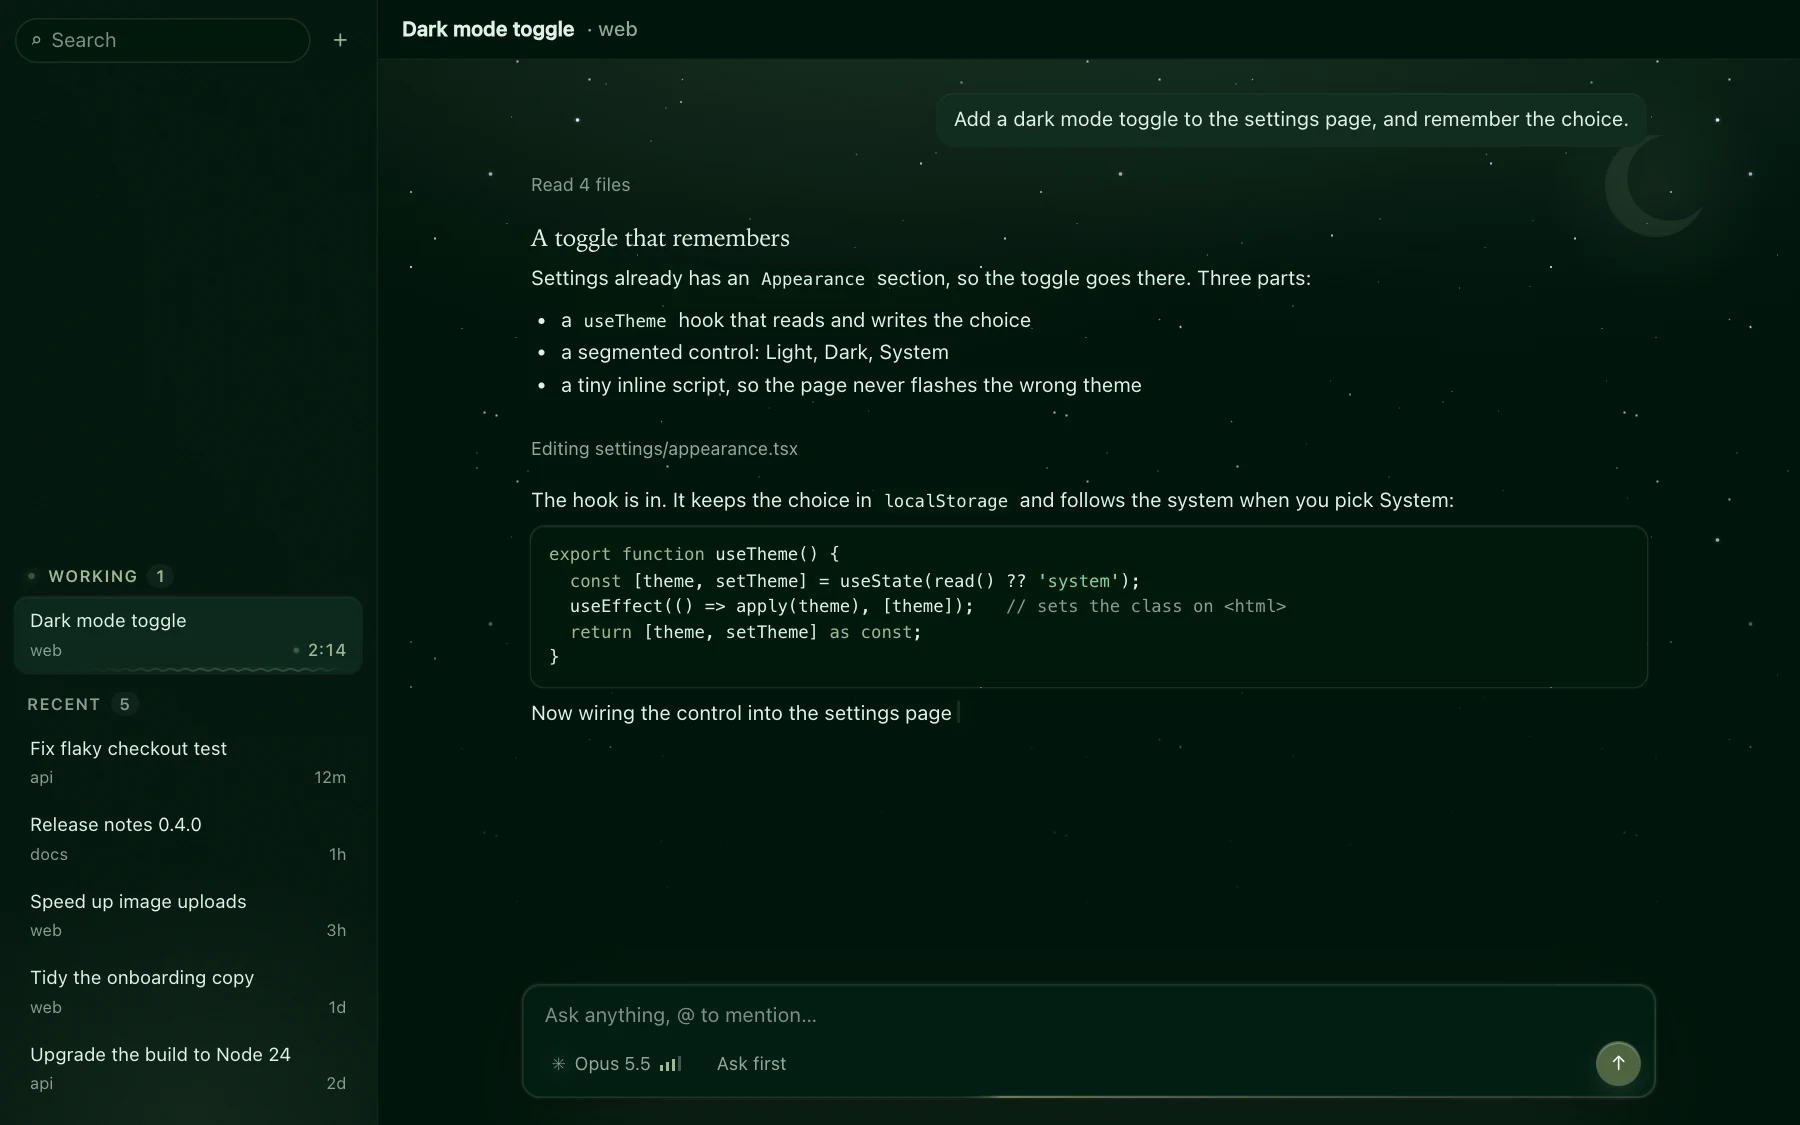 Search
+
WORKING 1
Dark mode toggle
web
2:14
RECENT 5
Fix flaky checkout test
api
12m
Release notes 0.4.0
docs
1h
Speed up image uploads
web
3h
Tidy the onboarding copy
web
1d
Upgrade the build to Node 24
api
2d
Dark mode toggle · web
Add a dark mode toggle to the settings page, and remember the choice.
Read 4 files
A toggle that remembers
Settings already has an Appearance section, so the toggle goes there. Three parts:
• a useTheme hook that reads and writes the choice
• a segmented control: Light, Dark, System
• a tiny inline script, so the page never flashes the wrong theme
Editing settings/appearance.tsx
The hook is in. It keeps the choice in localStorage and follows the system when you pick System:
export function useTheme() {
  const [theme, setTheme] = useState(read() ?? 'system');
  useEffect(() => apply(theme), [theme]);   // sets the class on <html>
  return [theme, setTheme] as const;
}
Now wiring the control into the settings page
Ask anything, @ to mention...
Opus 5.5
Ask first